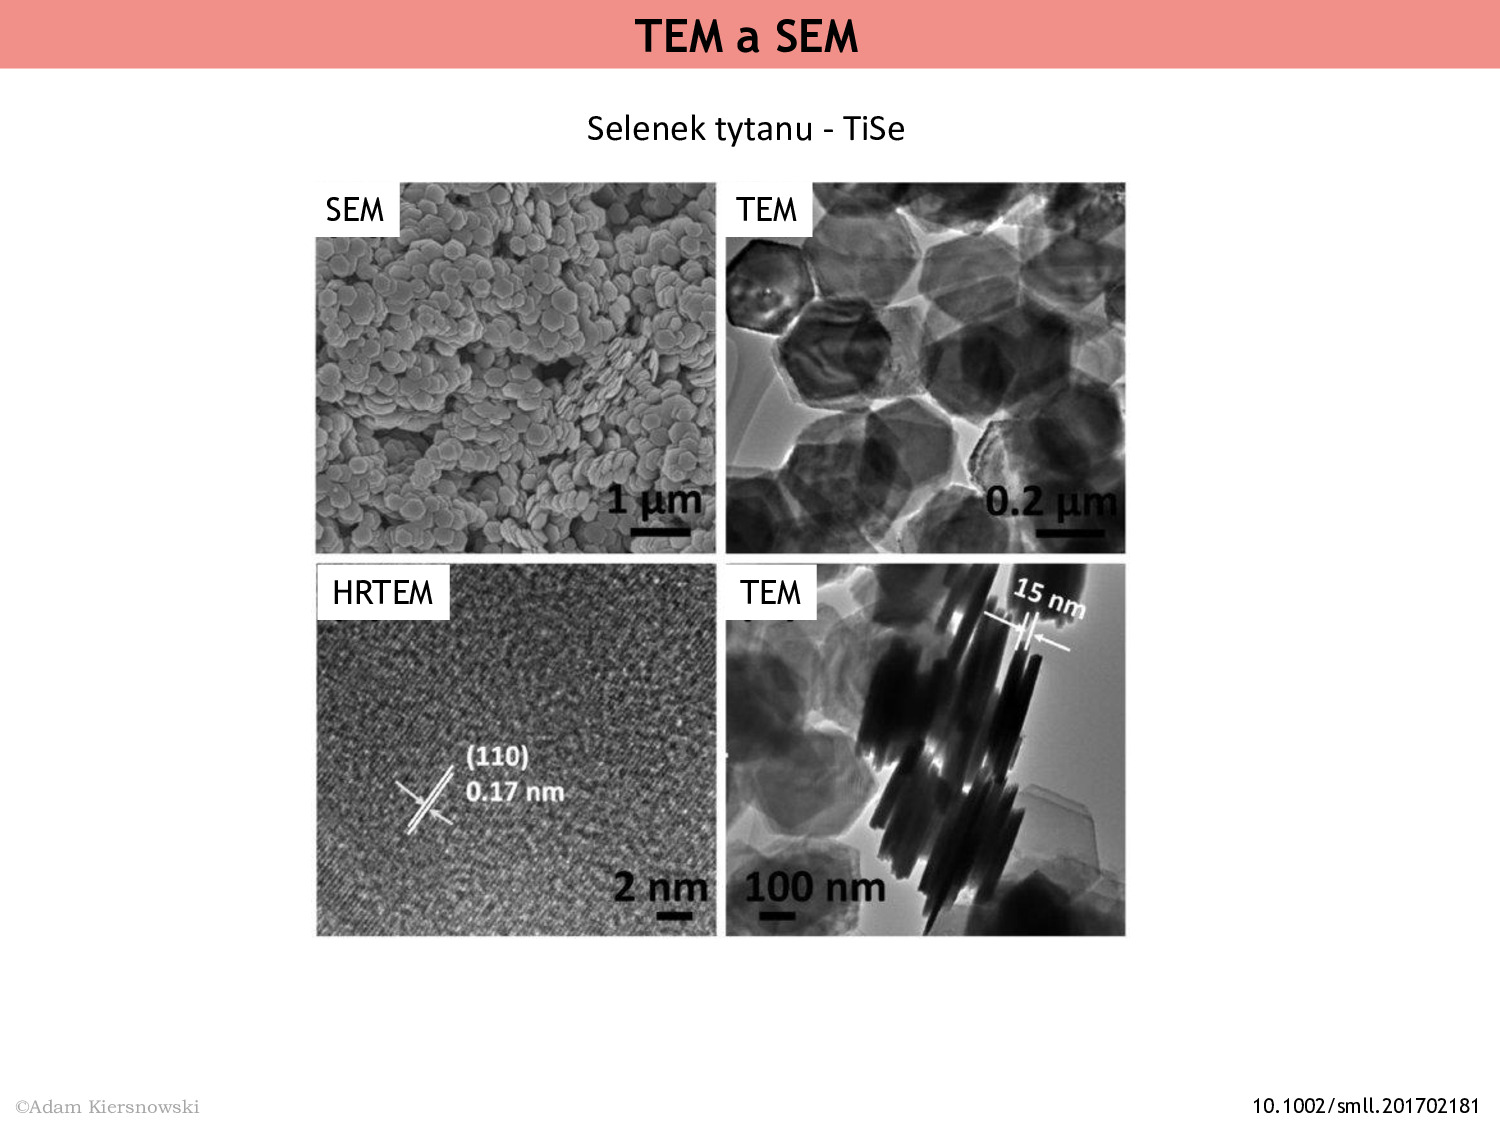 TEM a SEM
Selenek tytanu - TiSe
SEM
1 µm
TEM
0.2 µm
HRTEM
(110)
0.17 nm
2 nm
TEM
15 nm
100 nm
©Adam Kiersnowski
10.1002/smll.201702181